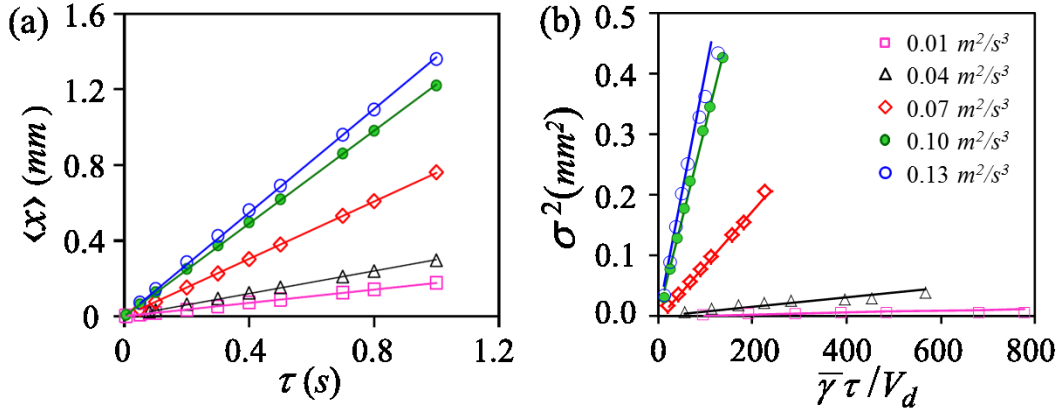 (a)
1.6
1.2
0.8
0.4
0
⟨x⟩ (mm)
0 0.4 0.8 1.2
τ (s)
(b)
0.5
0.4
0.3
0.2
0.1
0.0
σ² (mm²)
0 200 400 600 800
γ̅ τ / V_d
0.01 m²/s³
0.04 m²/s³
0.07 m²/s³
0.10 m²/s³
0.13 m²/s³